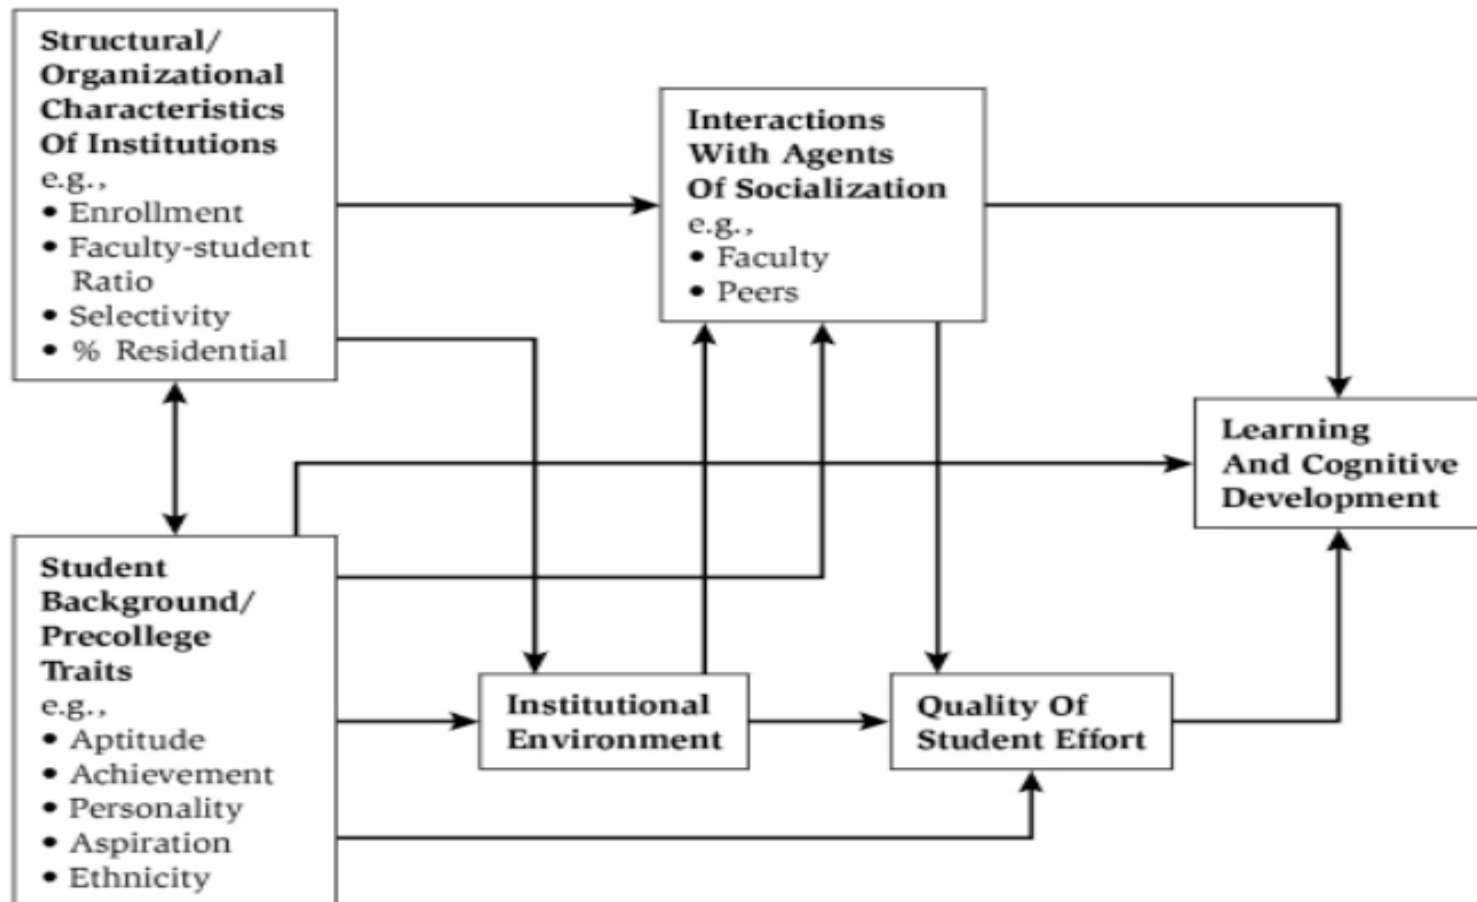 Structural/
Organizational
Characteristics
Of Institutions
e.g.,
• Enrollment
• Faculty-student
Ratio
• Selectivity
• % Residential
Interactions
With Agents
Of Socialization
e.g.,
• Faculty
• Peers
Learning
And Cognitive
Development
Student
Background/
Precollege
Traits
e.g.,
• Aptitude
• Achievement
• Personality
• Aspiration
• Ethnicity
Institutional
Environment
Quality Of
Student Effort